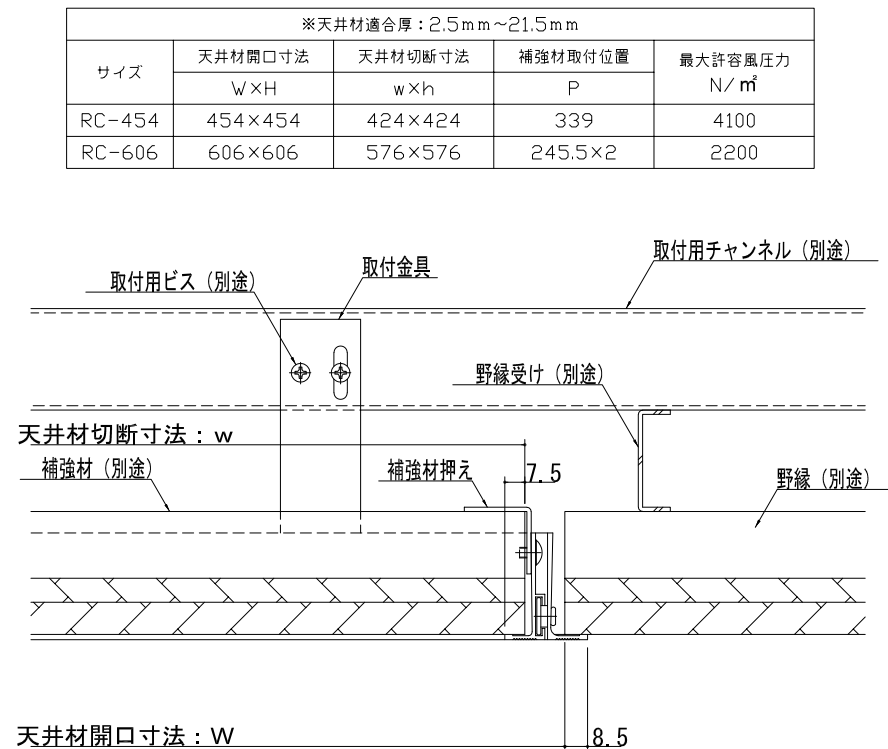 ※天井材適合厚：2.5mm～21.5mm
サイズ 天井材開口寸法 天井材切断寸法 補強材取付位置 最大許容風圧力
W×H w×h P N/㎡
RC-454 454×454 424×424 339 4100
RC-606 606×606 576×576 245.5×2 2200
取付用チャンネル（別途）
取付用ビス（別途） 取付金具
野縁受け（別途）
天井材切断寸法：w
補強材（別途） 補強材押え 7.5 野縁（別途）
天井材開口寸法：W 8.5